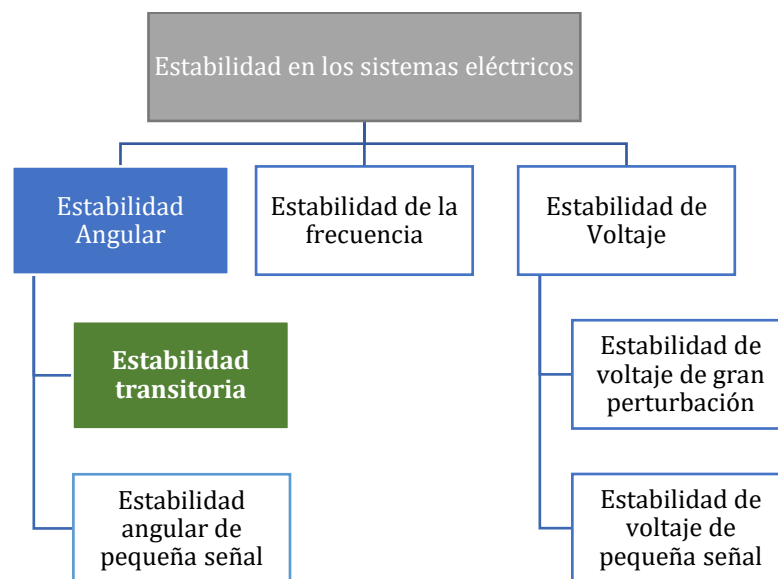 Estabilidad en los sistemas eléctricos
Estabilidad
Angular
Estabilidad de la
frecuencia
Estabilidad de
Voltaje
Estabilidad
transitoria
Estabilidad
angular de
pequeña señal
Estabilidad de
voltaje de gran
perturbación
Estabilidad de
voltaje de
pequeña señal